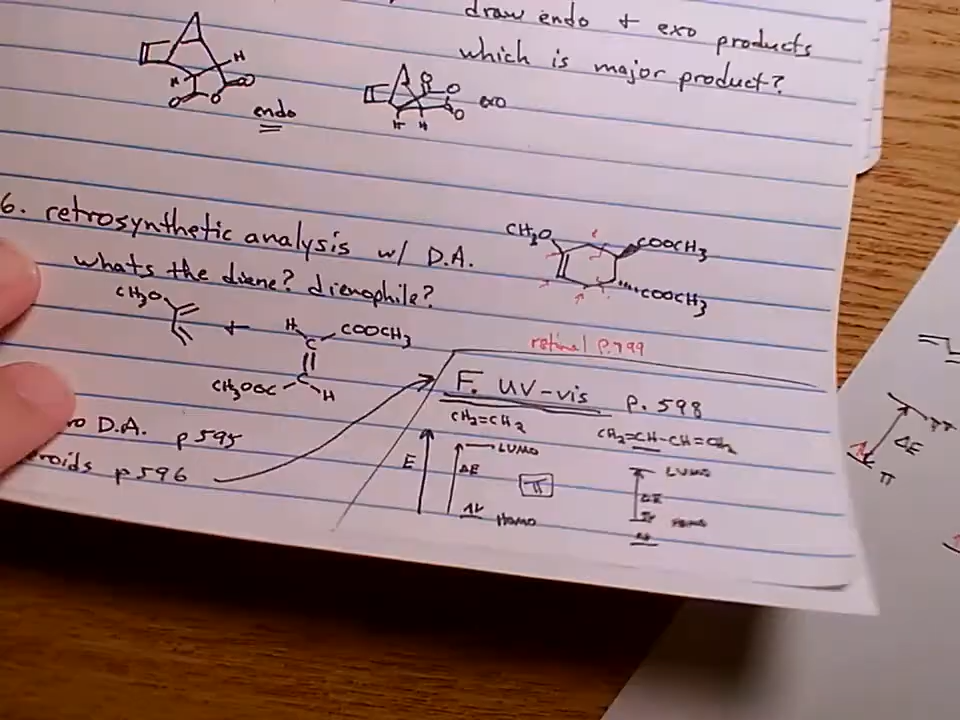 draw endo + exo products
which is major product?
H
H
O
O
O
endo
O
O
O
H H
exo
6. retrosynthetic analysis w/ D.A.
whats the diene? dienophile?
CH3O
COOCH3
COOCH3
CH3O
+
H
COOCH3
C
C
CH3OOC
H
retinal p.799
F. UV-vis p. 598
D.A. p595
p596
CH2=CH2
CH2=CH-CH=CH2
E
ΔE
LUMO
HOMO
π
LUMO
ΔE
HOMO
π*
ΔE
π